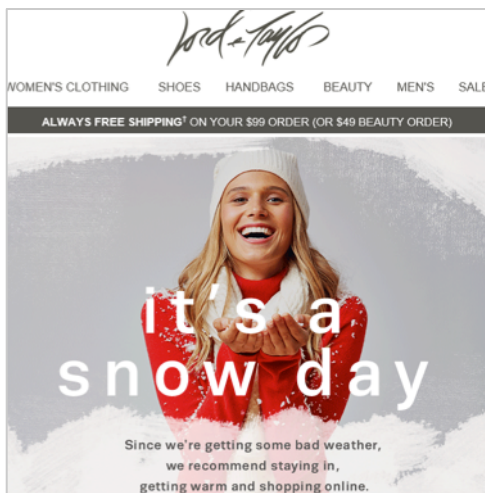 Lord & Taylor
WOMEN'S CLOTHING SHOES HANDBAGS BEAUTY MEN'S SALE
ALWAYS FREE SHIPPING† ON YOUR $99 ORDER (OR $49 BEAUTY ORDER)
it's a
snow day
Since we're getting some bad weather,
we recommend staying in,
getting warm and shopping online.